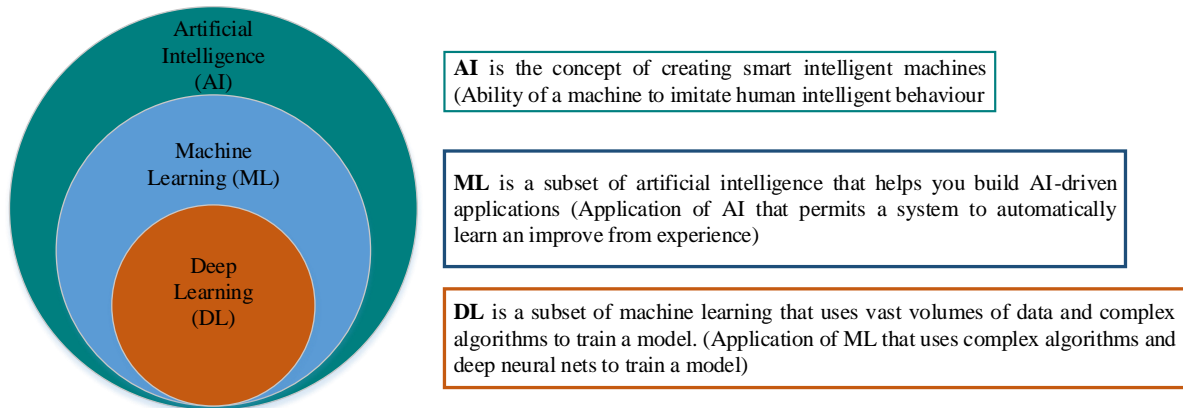 Artificial
Intelligence
(AI)
Machine
Learning (ML)
Deep
Learning
(DL)
AI is the concept of creating smart intelligent machines
(Ability of a machine to imitate human intelligent behaviour
ML is a subset of artificial intelligence that helps you build AI-driven
applications (Application of AI that permits a system to automatically
learn an improve from experience)
DL is a subset of machine learning that uses vast volumes of data and complex
algorithms to train a model. (Application of ML that uses complex algorithms and
deep neural nets to train a model)